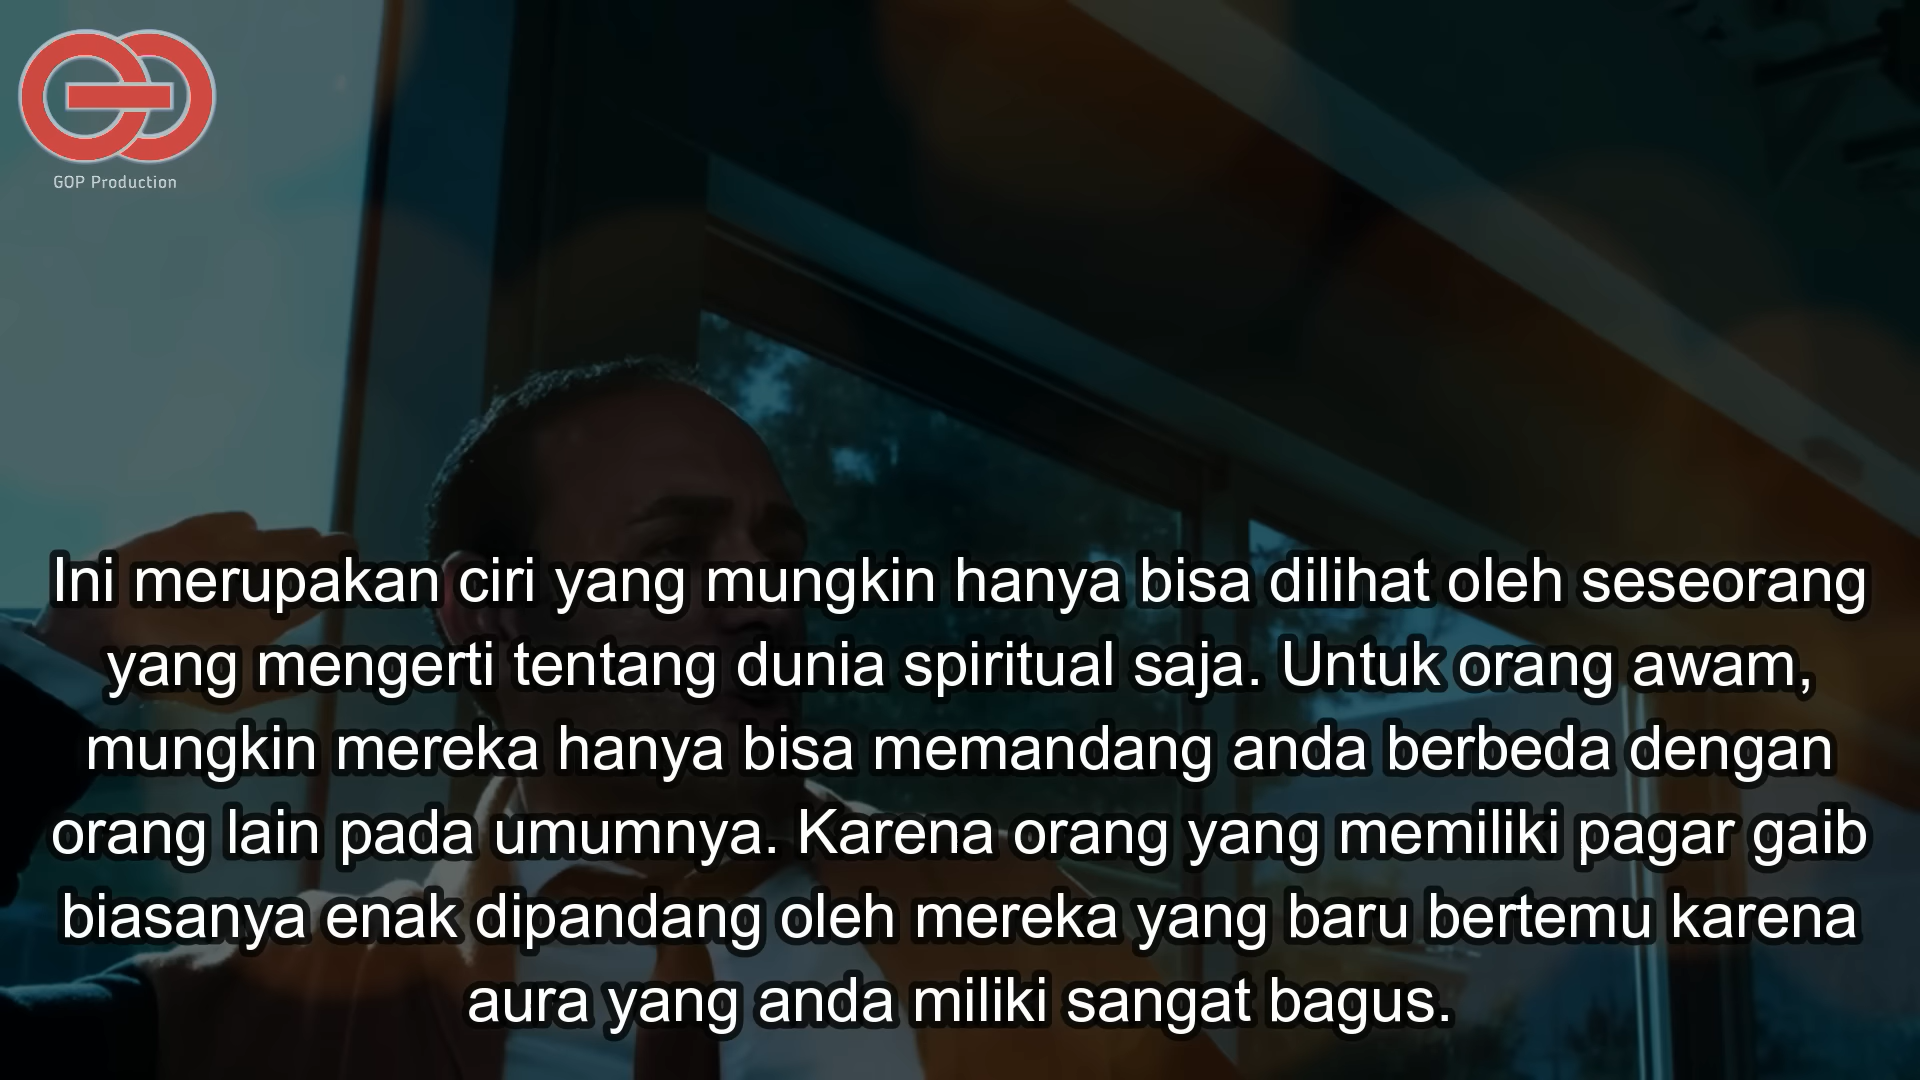 GOP Production
Ini merupakan ciri yang mungkin hanya bisa dilihat oleh seseorang
yang mengerti tentang dunia spiritual saja. Untuk orang awam,
mungkin mereka hanya bisa memandang anda berbeda dengan
orang lain pada umumnya. Karena orang yang memiliki pagar gaib
biasanya enak dipandang oleh mereka yang baru bertemu karena
aura yang anda miliki sangat bagus.